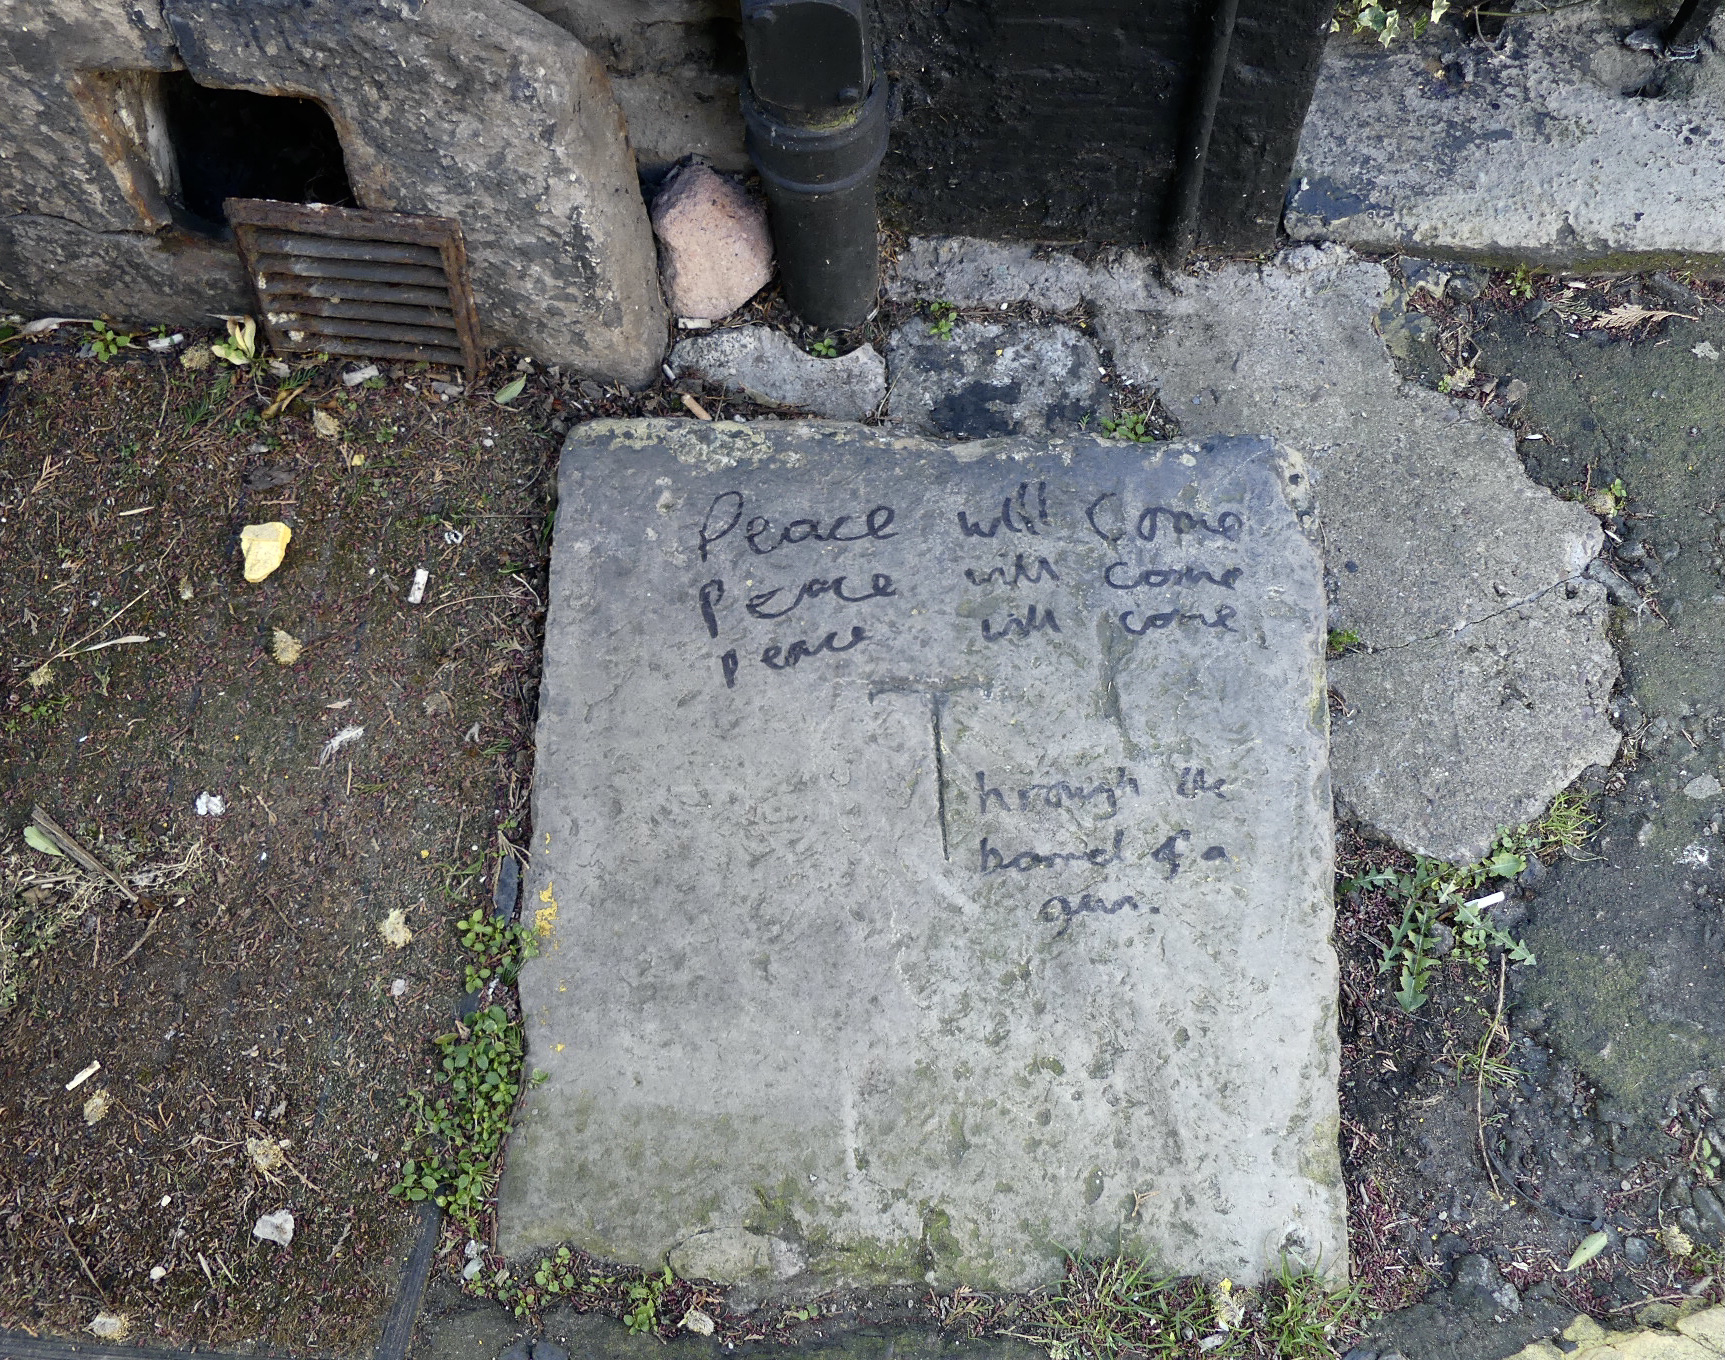 Peace will Come
Peace will come
peace will come
T
hrough the
barrel of a
gun.